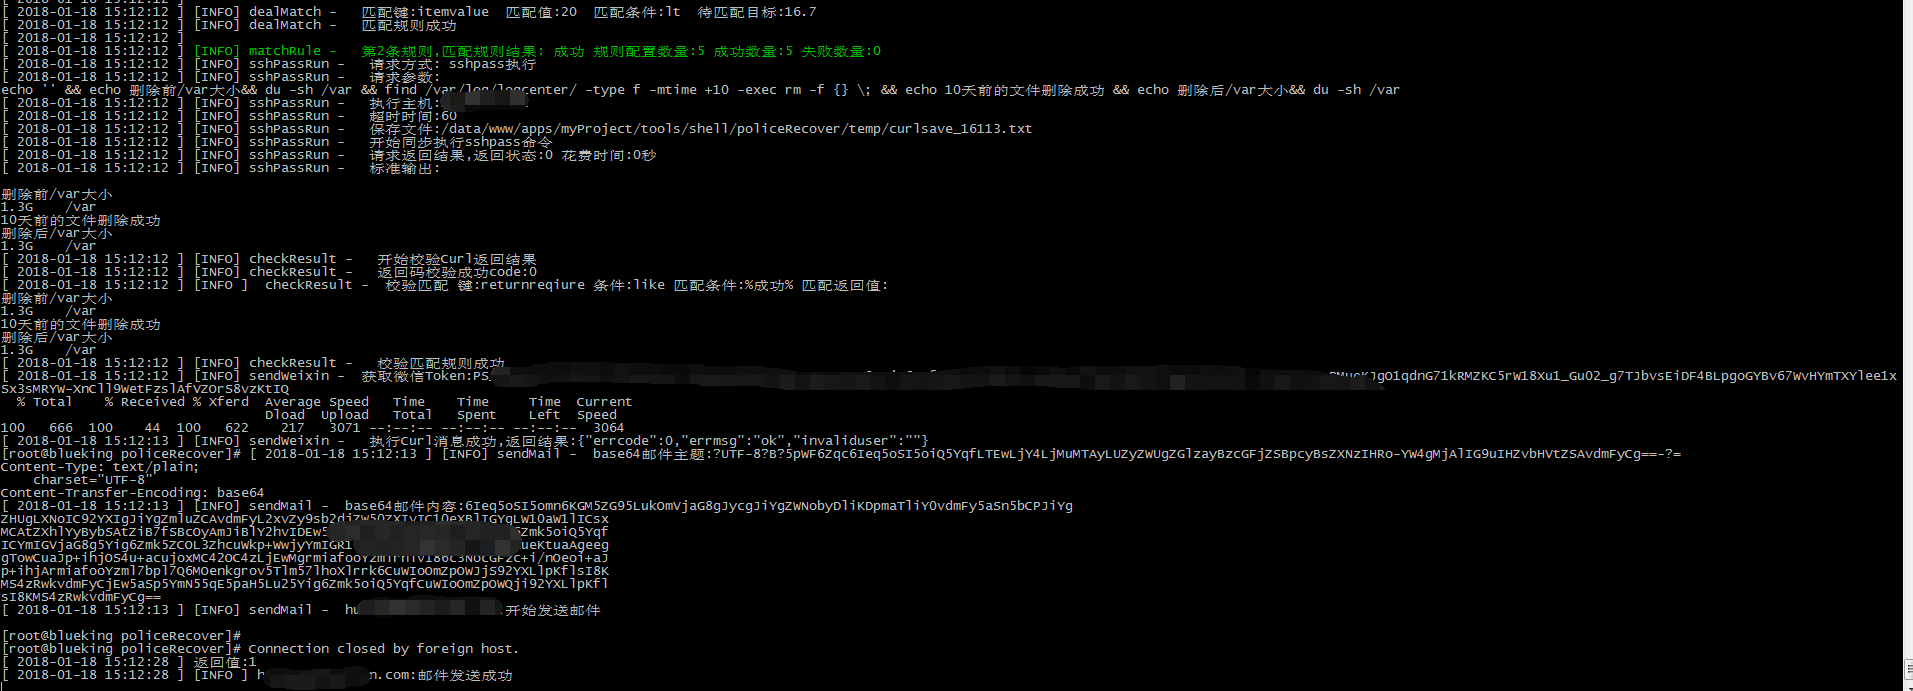 [ 2018-01-18 15:12:12 ] [INFO] dealMatch -   匹配键:itemvalue  匹配值:20  匹配条件:lt  待匹配目标:16.7
[ 2018-01-18 15:12:12 ] [INFO] dealMatch -   匹配规则成功
[ 2018-01-18 15:12:12 ]
[ 2018-01-18 15:12:12 ] [INFO] matchRule -   第2条规则,匹配规则结果: 成功 规则配置数量:5 成功数量:5 失败数量:0
[ 2018-01-18 15:12:12 ] [INFO] sshPassRun -   请求方式: sshpass执行
[ 2018-01-18 15:12:12 ] [INFO] sshPassRun -   请求参数:
echo '' && echo 删除前/var大小&& du -sh /var && find /var/log/logcenter/ -type f -mtime +10 -exec rm -f {} \; && echo 10天前的文件删除成功 && echo 删除后/var大小&& du -sh /var
[ 2018-01-18 15:12:12 ] [INFO] sshPassRun -   执行主机:
[ 2018-01-18 15:12:12 ] [INFO] sshPassRun -   超时时间:60
[ 2018-01-18 15:12:12 ] [INFO] sshPassRun -   保存文件:/data/www/apps/myProject/tools/shell/policeRecover/temp/curlsave_16113.txt
[ 2018-01-18 15:12:12 ] [INFO] sshPassRun -   开始同步执行sshpass命令
[ 2018-01-18 15:12:12 ] [INFO] sshPassRun -   请求返回结果,返回状态:0 花费时间:0秒
[ 2018-01-18 15:12:12 ] [INFO] sshPassRun -   标准输出:
删除前/var大小
1.3G    /var
10天前的文件删除成功
删除后/var大小
1.3G    /var
[ 2018-01-18 15:12:12 ] [INFO] checkResult -   开始校验Curl返回结果
[ 2018-01-18 15:12:12 ] [INFO] checkResult -   返回码校验成功code:0
[ 2018-01-18 15:12:12 ] [INFO ]  checkResult -  校验匹配 键:returnreqiure 条件:like 匹配条件:%成功% 匹配返回值:
删除前/var大小
1.3G    /var
10天前的文件删除成功
删除后/var大小
1.3G    /var
[ 2018-01-18 15:12:12 ] [INFO] checkResult -   校验匹配规则成功
[ 2018-01-18 15:12:12 ] [INFO] sendWeixin -  获取微信Token:PS
Sx3sMRYW-XnCll9WetFzslAfVZOrS8vzKtIQ
  % Total    % Received % Xferd  Average Speed   Time    Time     Time  Current
                                 Dload  Upload   Total   Spent    Left  Speed
100   666  100    44  100   622    217   3071 --:--:-- --:--:-- --:--:--  3064
[ 2018-01-18 15:12:13 ] [INFO] sendWeixin -   执行Curl消息成功,返回结果:{"errcode":0,"errmsg":"ok","invaliduser":""}
[root@blueking policeRecover]# [ 2018-01-18 15:12:13 ] [INFO] sendMail -  base64邮件主题:?UTF-8?B?5pWF6Zqc6Ieq5oSI5oiQ5YqfLTEwLjY4LjMuMTAyLUZyZWUgZGlzayBzcGFjZSBpcyBsZXNzIHRo-YW4gMjAlIG9uIHZvbHVtZSAvdmFyCg==-?=
Content-Type: text/plain;
    charset="UTF-8"
Content-Transfer-Encoding: base64
[ 2018-01-18 15:12:13 ] [INFO] sendMail -  base64邮件内容:6Ieq5oSI5omn6KGM5ZG95LukOmVjaG8gJycgJiYgZWNobyDliKDpmaTliY0vdmFy5aSn5bCPJiYg
ZHUgLXNoIC92YXIgJiYgZmluZCAvdmFyL2xvZy9sb2djZW50ZXIvIC10eXBlIGYgLW10aW1lICsx
MCAtZXhlYyBybSAtZiB7fSBcOyAmJiBlY2hvIDEw
ICYmIGVjaG8g5Yig6Zmk5ZCOL3Zhcuwkp+WwjyYmIGR1
MS4zRwkvdmFyCjEw5aSp5YmN55qE5paH5Lu25Yig6Zmk5oiQ5YqfCuWIoOmZpOWQji92YXLlpKfl
sI8KMS4zRwkvdmFyCg==
[ 2018-01-18 15:12:13 ] [INFO] sendMail -  hu 开始发送邮件
[root@blueking policeRecover]#
[root@blueking policeRecover]# Connection closed by foreign host.
[ 2018-01-18 15:12:28 ] 返回值:1
[ 2018-01-18 15:12:28 ] [INFO ] h n.com:邮件发送成功